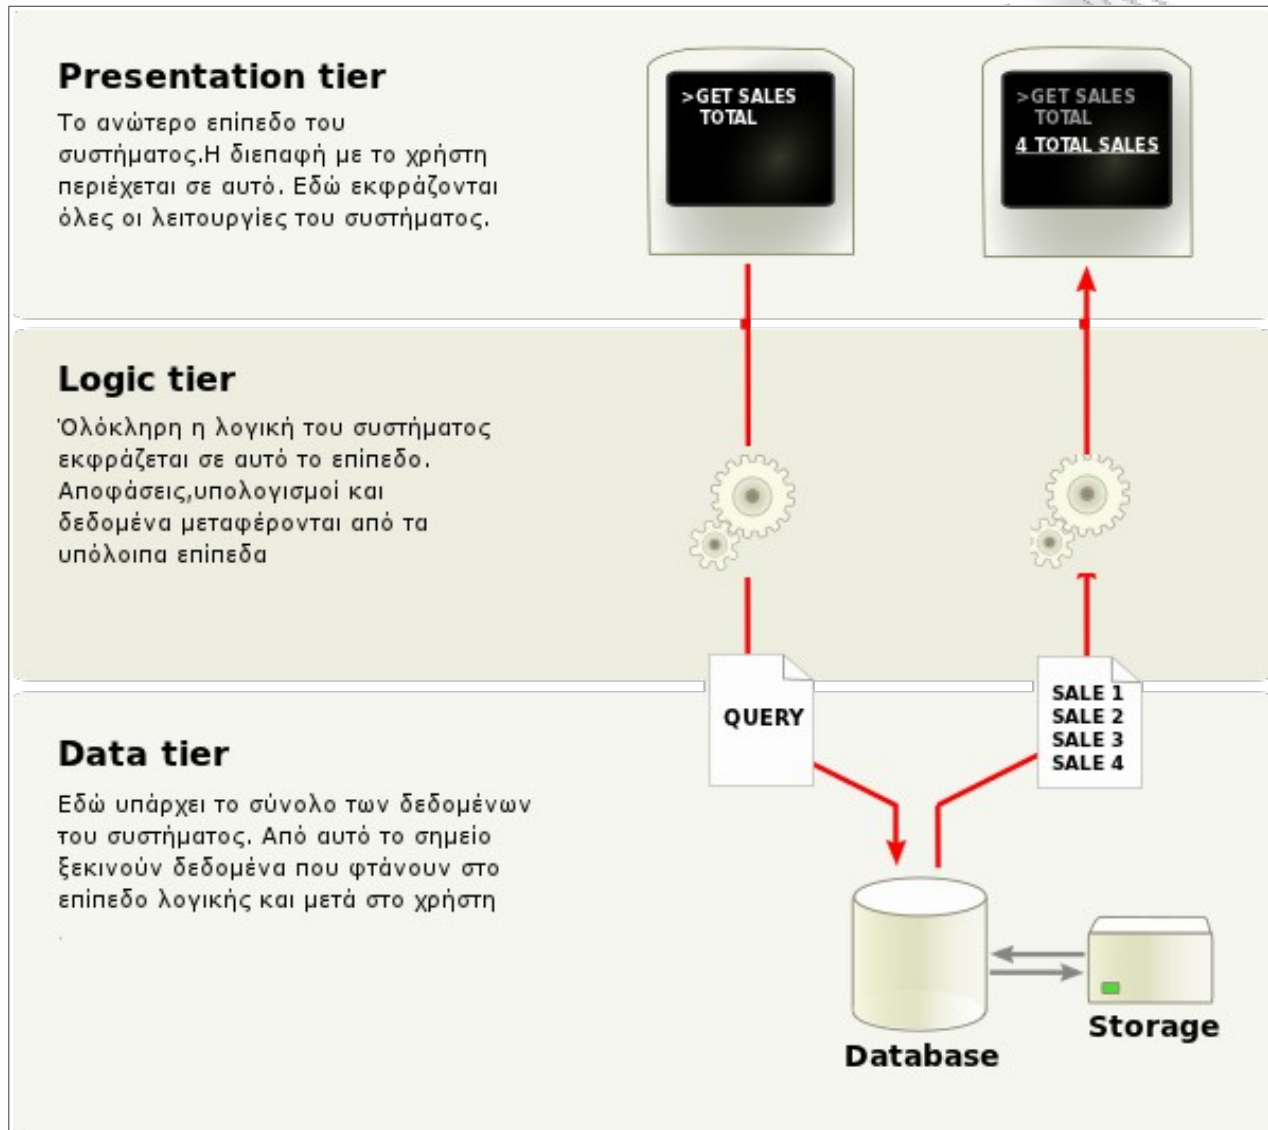 Presentation tier
Το ανώτερο επίπεδο του
συστήματος.Η διεπαφή με το χρήστη
περιέχεται σε αυτό. Εδώ εκφράζονται
όλες οι λειτουργίες του συστήματος.
>GET SALES
TOTAL
>GET SALES
TOTAL
4 TOTAL SALES
Logic tier
Όλόκληρη η λογική του συστήματος
εκφράζεται σε αυτό το επίπεδο.
Αποφάσεις,υπολογισμοί και
δεδομένα μεταφέρονται από τα
υπόλοιπα επίπεδα
QUERY
SALE 1
SALE 2
SALE 3
SALE 4
Data tier
Εδώ υπάρχει το σύνολο των δεδομένων
του συστήματος. Από αυτό το σημείο
ξεκινούν δεδομένα που φτάνουν στο
επίπεδο λογικής και μετά στο χρήστη
.
Storage
Database